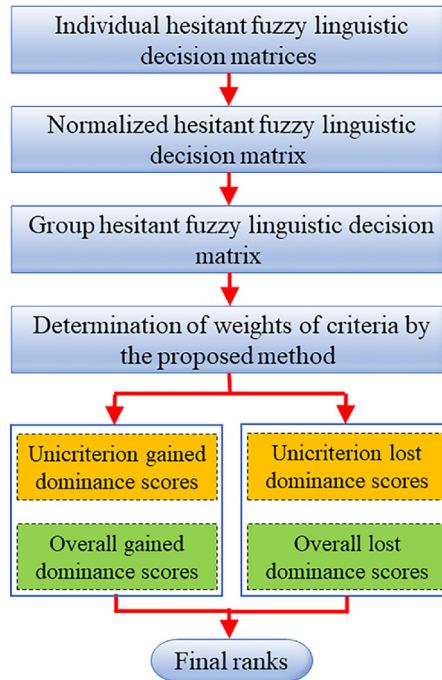 Individual hesitant fuzzy linguistic
decision matrices
Normalized hesitant fuzzy linguistic
decision matrix
Group hesitant fuzzy linguistic decision
matrix
Determination of weights of criteria by
the proposed method
Unicriterion gained
dominance scores
Overall gained
dominance scores
Unicriterion lost
dominance scores
Overall lost
dominance scores
Final ranks